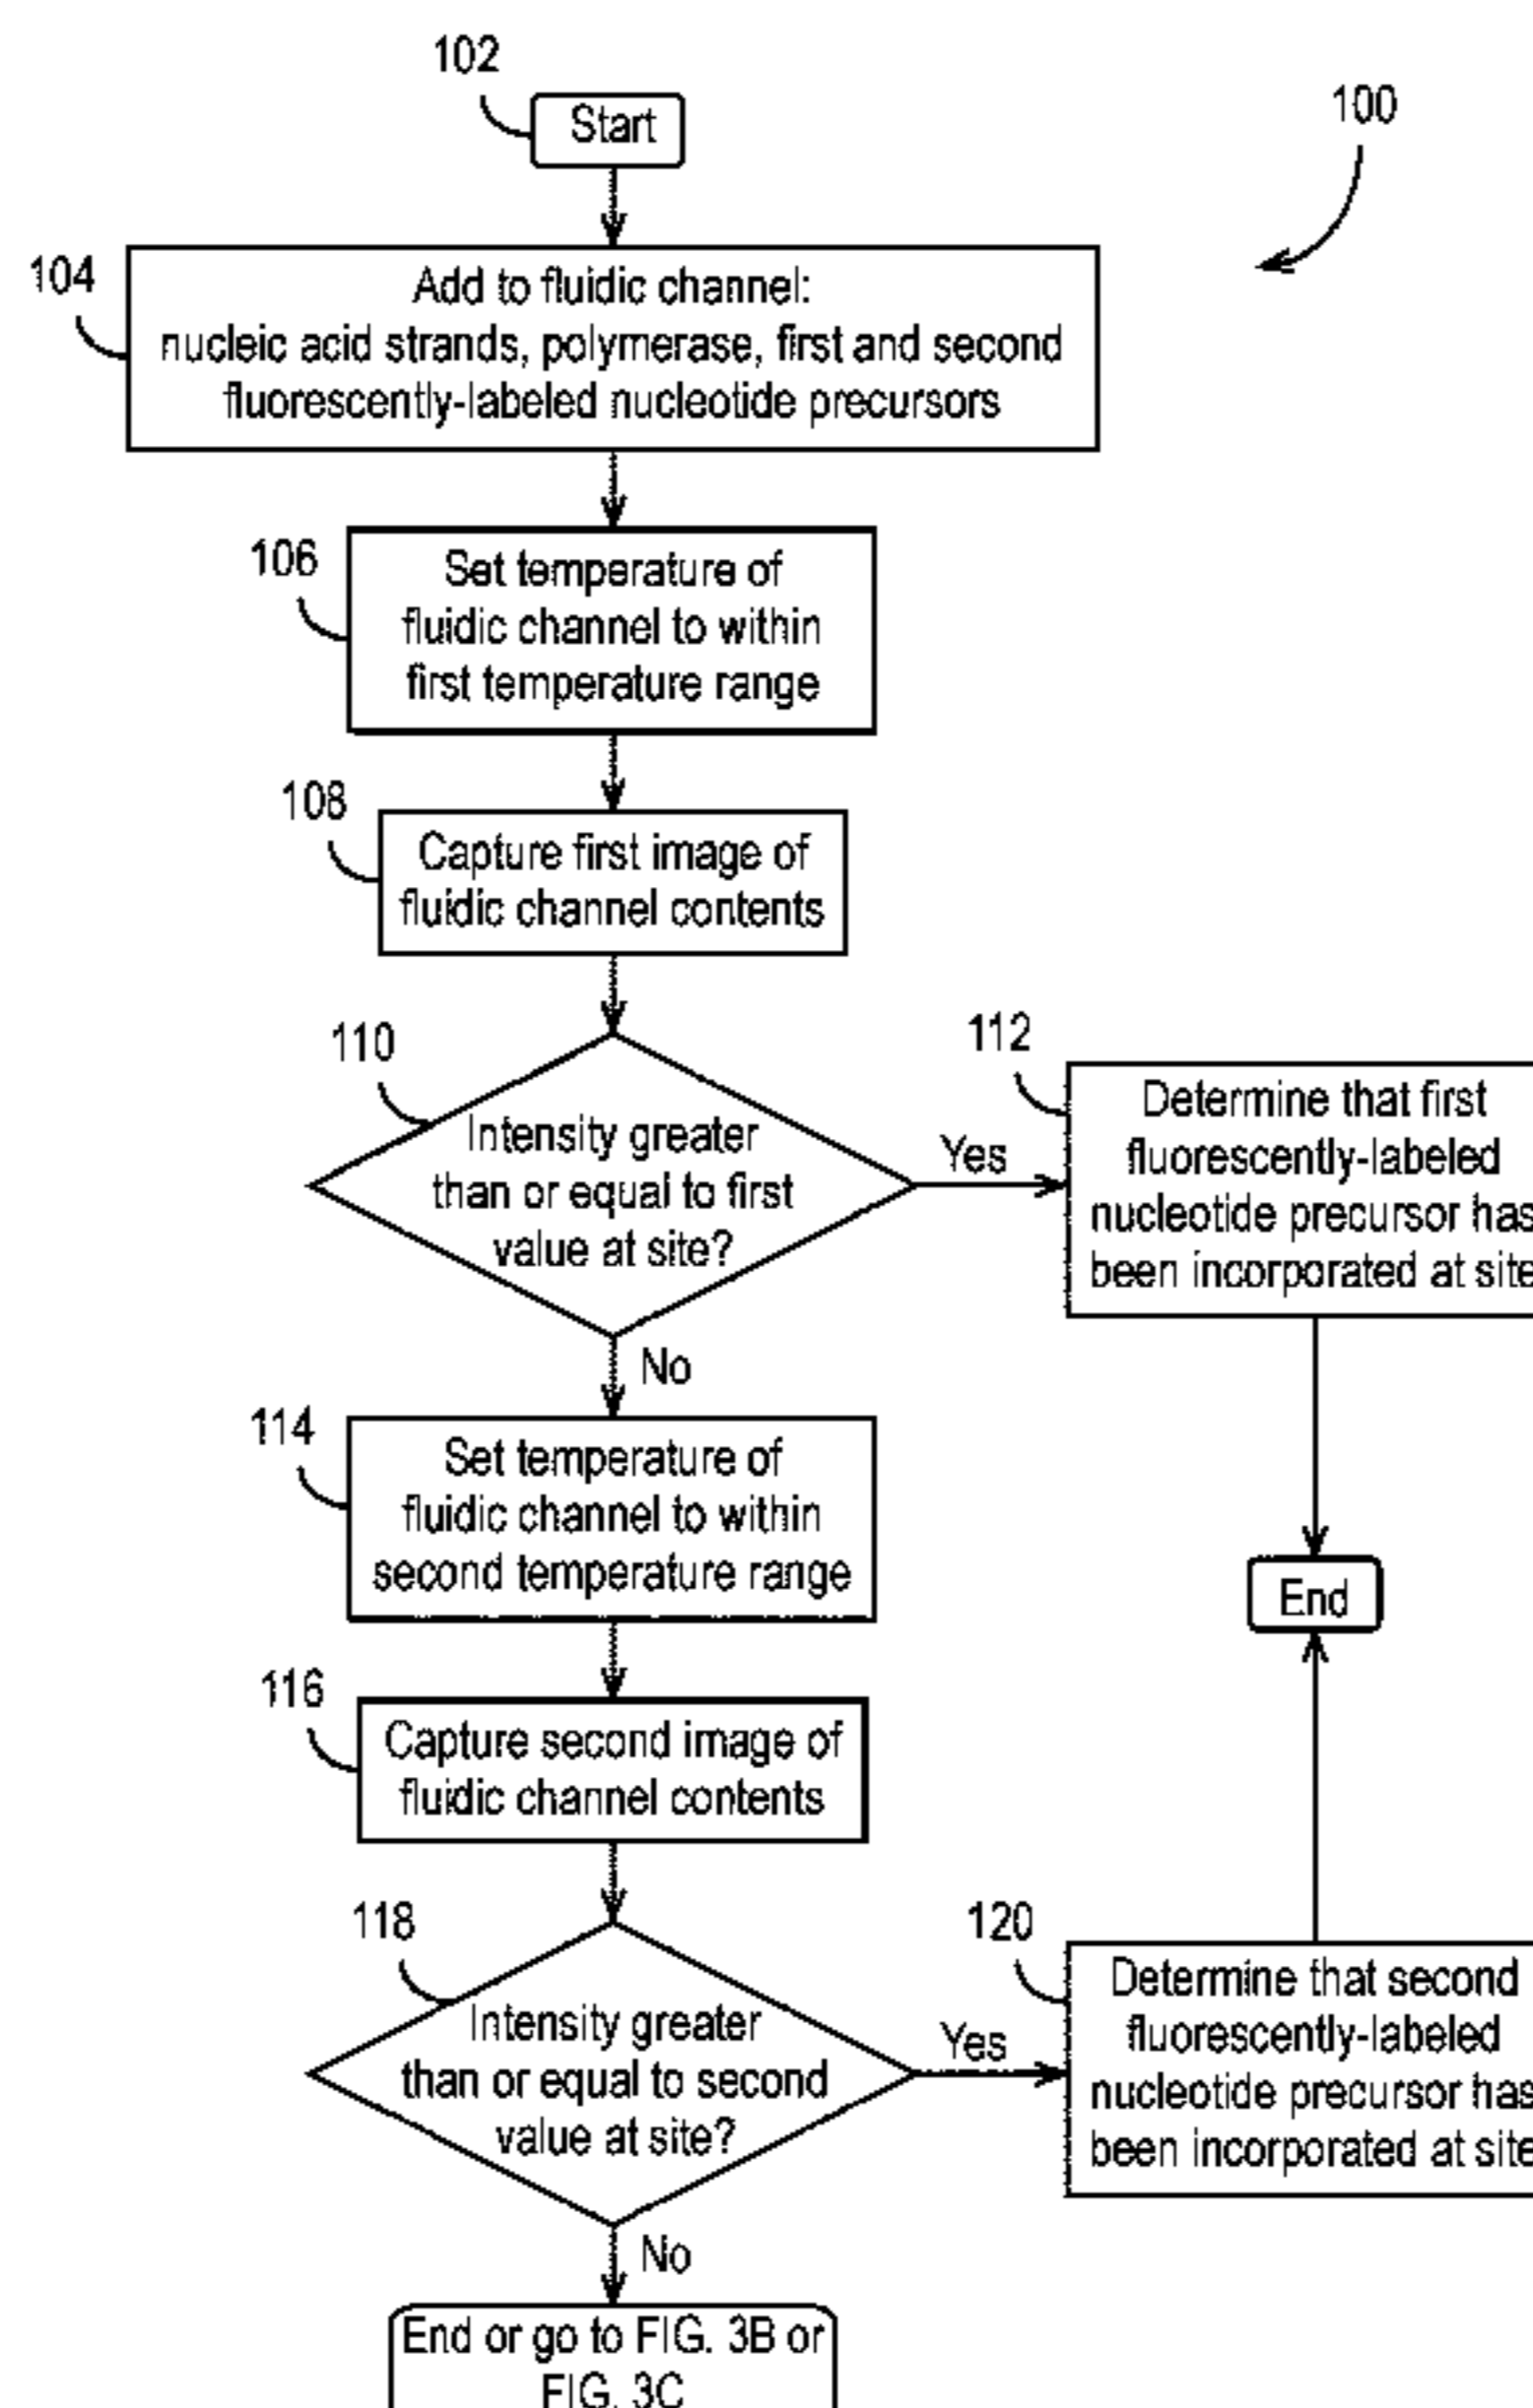 102
Start
100
104
Add to fluidic channel:
nucleic acid strands, polymerase, first and second
fluorescently-labeled nucleotide precursors
106
Set temperature of
fluidic channel to within
first temperature range
108
Capture first image of
fluidic channel contents
110
Intensity greater
than or equal to first
value at site?
Yes
112
Determine that first
fluorescently-labeled
nucleotide precursor has
been incorporated at site
No
114
Set temperature of
fluidic channel to within
second temperature range
End
116
Capture second image of
fluidic channel contents
118
Intensity greater
than or equal to second
value at site?
Yes
120
Determine that second
fluorescently-labeled
nucleotide precursor has
been incorporated at site
No
End or go to FIG. 3B or
FIG. 3C